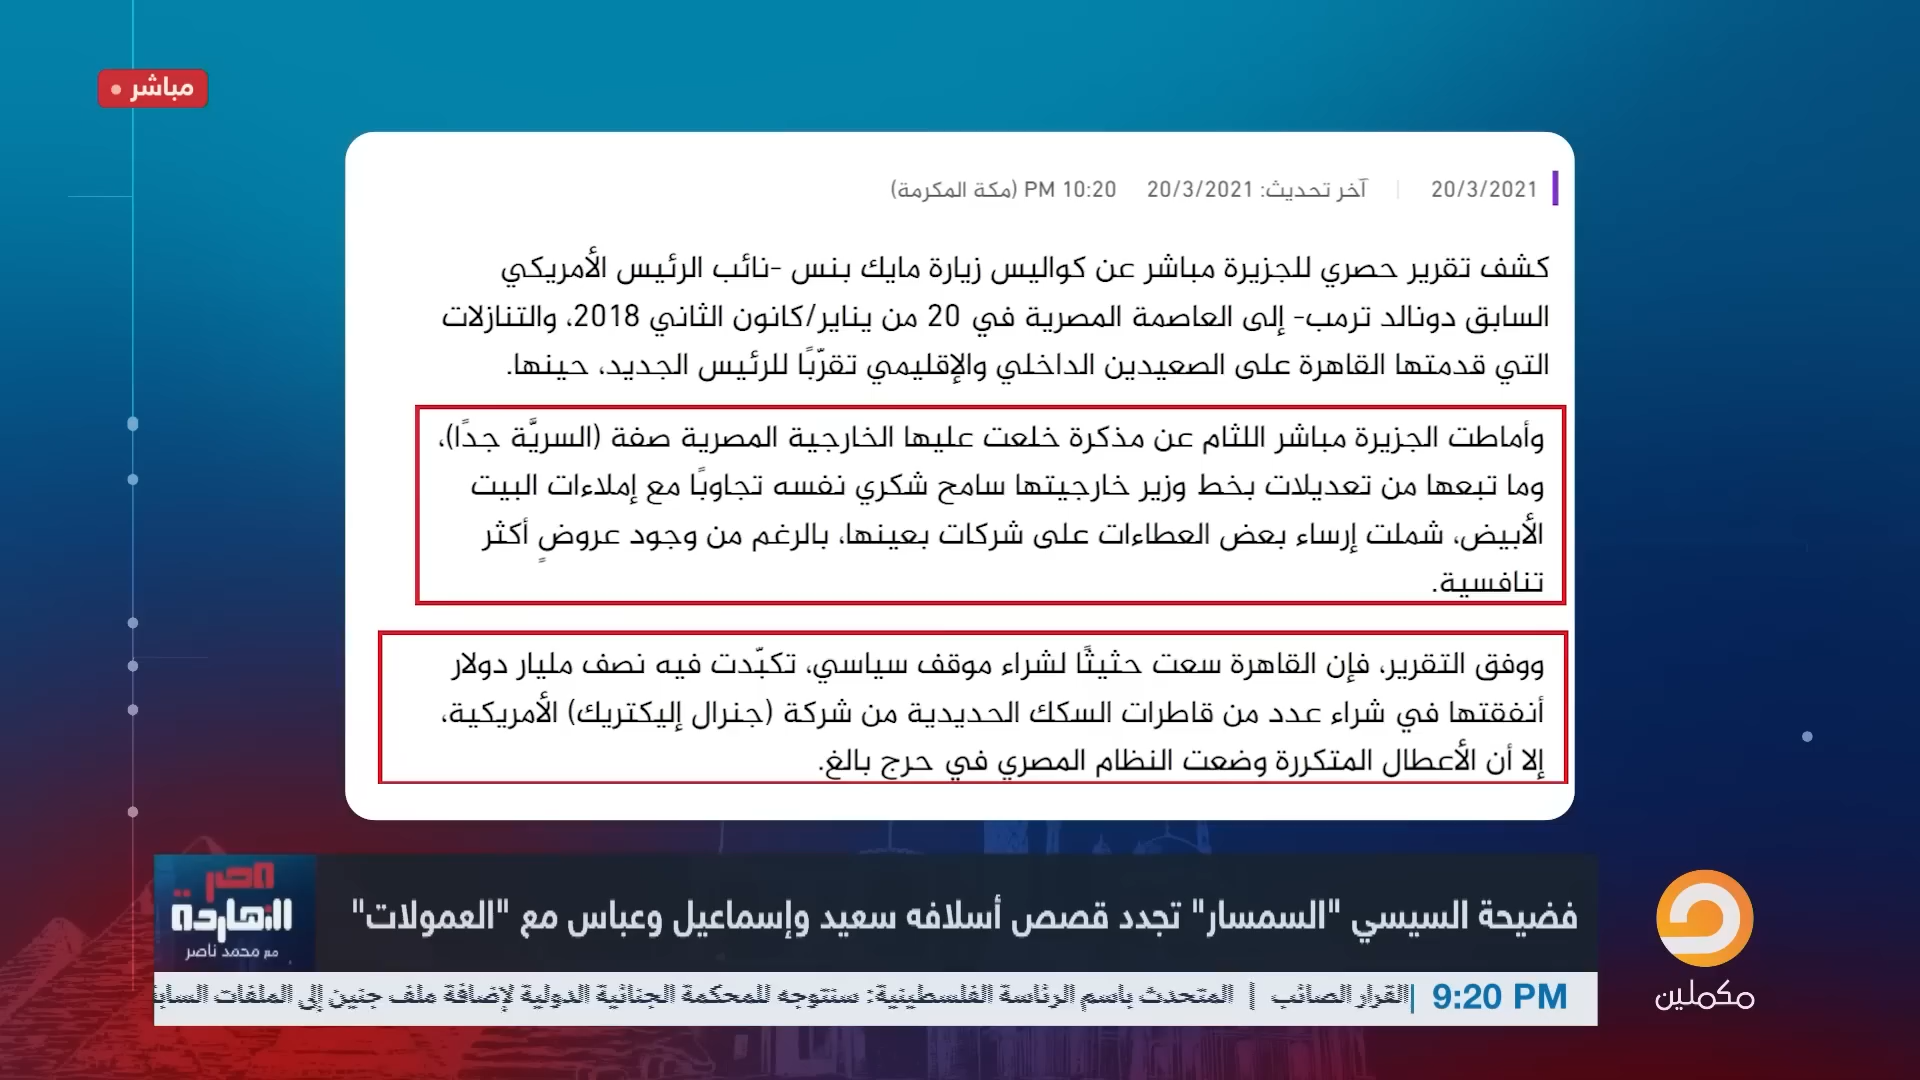 مباشر
20/3/2021 | آخر تحديث: 20/3/2021 10:20 PM (مكة المكرمة)
كشف تقرير حصري للجزيرة مباشر عن كواليس زيارة مايك بنس -نائب الرئيس الأمريكي
السابق دونالد ترمب- إلى العاصمة المصرية في 20 من يناير/كانون الثاني 2018، والتنازلات
التي قدمتها القاهرة على الصعيدين الداخلي والإقليمي تقرّبًا للرئيس الجديد، حينها.
وأماطت الجزيرة مباشر اللثام عن مذكرة خلعت عليها الخارجية المصرية صفة (السريَّة جدًا)،
وما تبعها من تعديلات بخط وزير خارجيتها سامح شكري نفسه تجاوبًا مع إملاءات البيت
الأبيض، شملت إرساء بعض العطاءات على شركات بعينها، بالرغم من وجود عروضٍ أكثر
تنافسية.
ووفق التقرير، فإن القاهرة سعت حثيثًا لشراء موقف سياسي، تكبّدت فيه نصف مليار دولار
أنفقتها في شراء عدد من قاطرات السكك الحديدية من شركة (جنرال إليكتريك) الأمريكية،
إلا أن الأعطال المتكررة وضعت النظام المصري في حرج بالغ.
فضيحة السيسي "السمسار" تجدد قصص أسلافه سعيد وإسماعيل وعباس مع "العمولات"
مصر
النهاردة
مع محمد ناصر
9:20 PM
القرار الصائب | المتحدث باسم الرئاسة الفلسطينية: سنتوجه للمحكمة الجنائية الدولية لإضافة ملف جنين إلى الملفات
مكملين